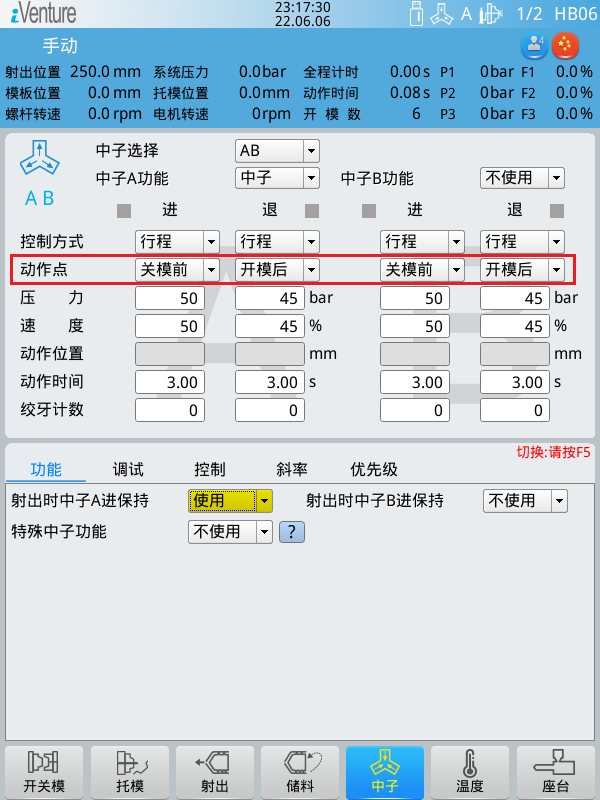 iVenture 23:17:30 A 1/2 HB06
22.06.06
手动 4
射出位置 250.0 mm 系统压力 0.0 bar 全程计时 0.00 s P1 0 bar F1 0.0 %
模板位置 0.0 mm 托模位置 0.0 mm 动作时间 0.08 s P2 0 bar F2 0.0 %
螺杆转速 0.0 rpm 电机转速 0 rpm 开 模 数 6 P3 0 bar F3 0.0 %
中子选择 AB
中子A功能 中子 中子B功能 不使用
A B
进 退 进 退
控制方式 行程 行程 行程 行程
动作点 关模前 开模后 关模前 开模后
压 力 50 45 bar 50 45 bar
速 度 50 45 % 50 45 %
动作位置 mm mm
动作时间 3.00 3.00 s 3.00 3.00 s
绞牙计数 0 0 0 0
A B
切换:请按F5
功能 调试 控制 斜率 优先级
射出时中子A进保持 使用 射出时中子B进保持 不使用
特殊中子功能 不使用 ?
开关模 托模 射出 储料 中子 温度 座台